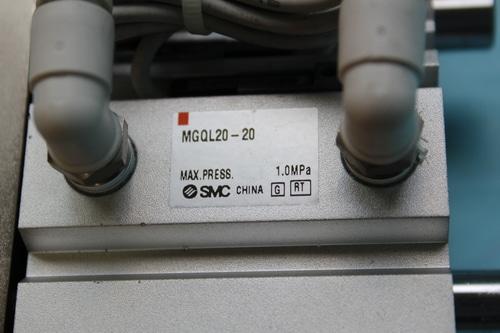 MGQL20-20
MAX.PRESS. 1.0MPa
SMC CHINA G RT